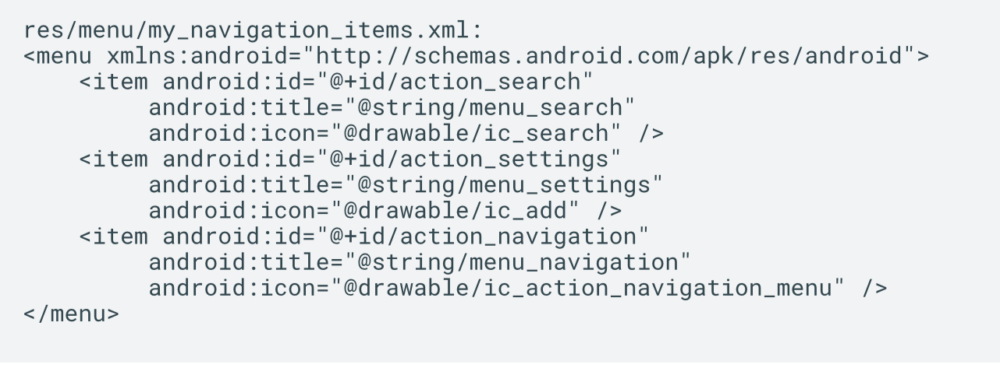 res/menu/my_navigation_items.xml:
<menu xmlns:android="http://schemas.android.com/apk/res/android">
    <item android:id="@+id/action_search"
         android:title="@string/menu_search"
         android:icon="@drawable/ic_search" />
    <item android:id="@+id/action_settings"
         android:title="@string/menu_settings"
         android:icon="@drawable/ic_add" />
    <item android:id="@+id/action_navigation"
         android:title="@string/menu_navigation"
         android:icon="@drawable/ic_action_navigation_menu" />
</menu>